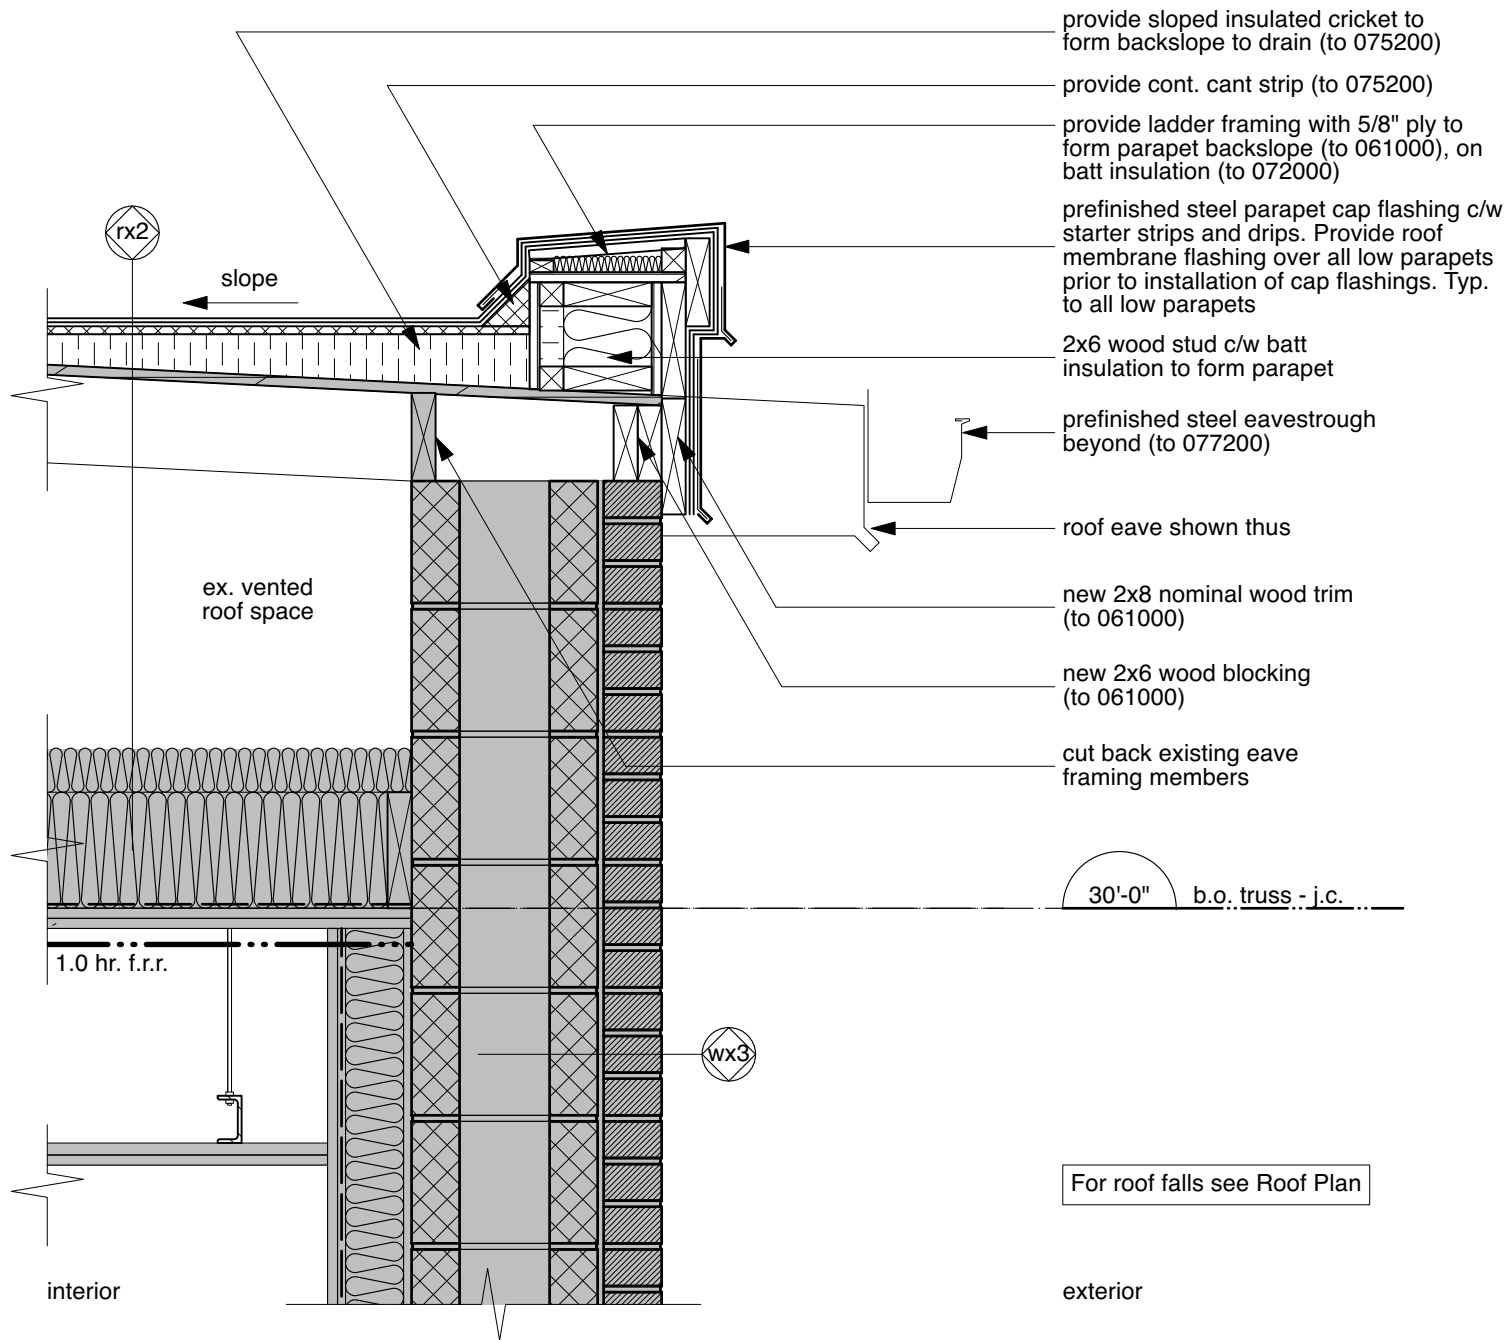 provide sloped insulated cricket to
form backslope to drain (to 075200)
provide cont. cant strip (to 075200)
provide ladder framing with 5/8" ply to
form parapet backslope (to 061000), on
batt insulation (to 072000)
prefinished steel parapet cap flashing c/w
starter strips and drips. Provide roof
membrane flashing over all low parapets
prior to installation of cap flashings. Typ.
to all low parapets
rx2
slope
2x6 wood stud c/w batt
insulation to form parapet
prefinished steel eavestrough
beyond (to 077200)
roof eave shown thus
ex. vented
roof space
new 2x8 nominal wood trim
(to 061000)
new 2x6 wood blocking
(to 061000)
cut back existing eave
framing members
30'-0"
b.o. truss - j.c.
1.0 hr. f.r.r.
wx3
For roof falls see Roof Plan
interior
exterior